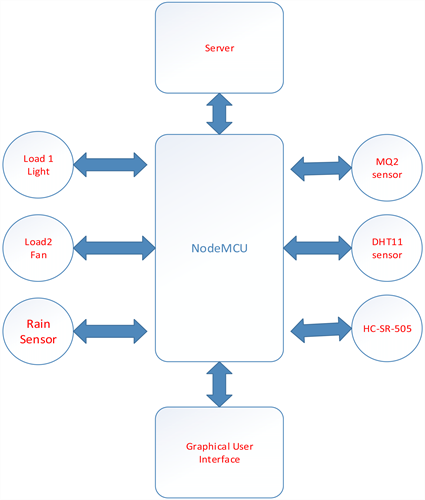 Server
Load 1
Light
MQ2
sensor
Load2
Fan
NodeMCU
DHT11
sensor
Rain
Sensor
HC-SR-505
Graphical User
Interface